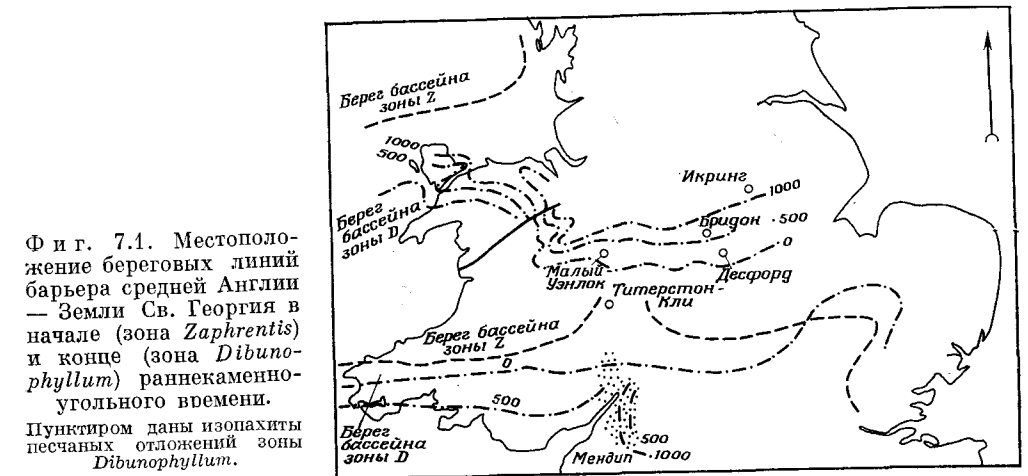 Берег бассейна
зоны Z
1000
500
Берег
бассейна
зоны D
Икринг
1000
Бридон
500
0
Малый
Уэнлок
Десфорд
Титерстон-
Кли
Берег бассейна
зоны Z
0
500
Берег
бассейна
зоны D
Мендип
500
1000
Фиг. 7.1. Местополо-
жение береговых линий
барьера средней Англии
— Земли Св. Георгия в
начале (зона Zaphrentis)
и конце (зона Dibuno-
phyllum) раннекаменно-
угольного времени.
Пунктиром даны изопахиты
песчаных отложений зоны
Dibunophyllum.